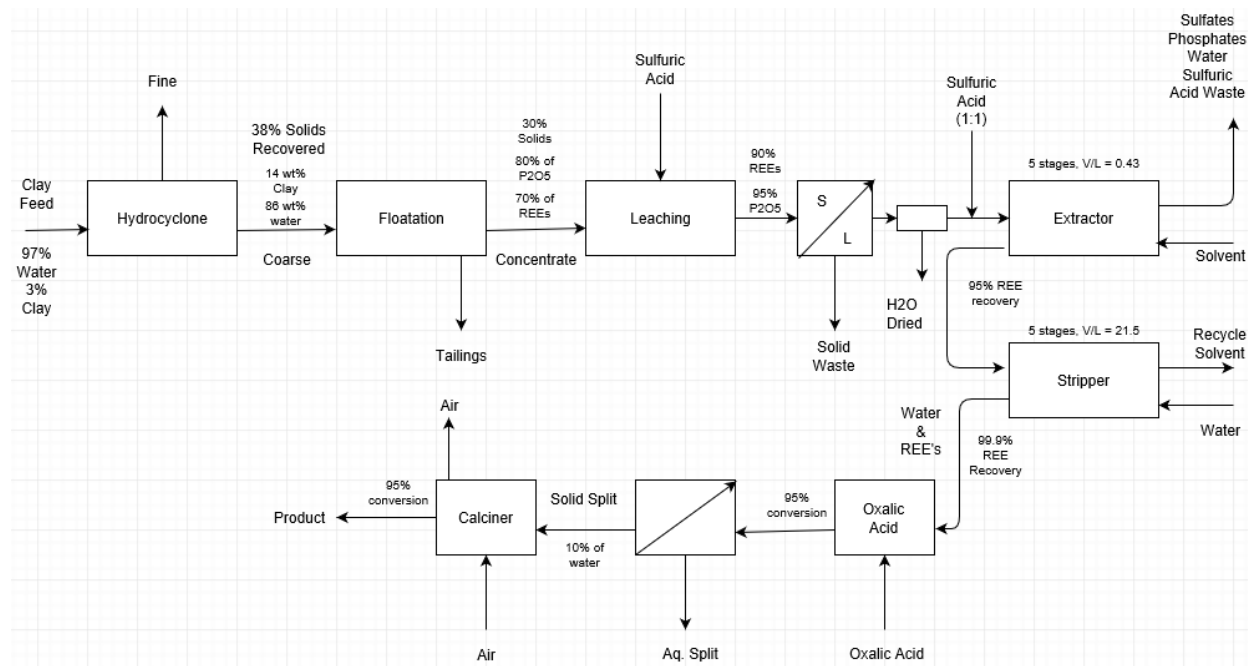 Sulfates
Phosphates
Water
Sulfuric
Acid Waste
Fine
Sulfuric
Acid
Sulfuric
Acid
(1:1)
38% Solids
Recovered
14 wt%
Clay
86 wt%
water
30%
Solids
80% of
P2O5
70% of
REEs
90%
REEs
95%
P2O5
5 stages, V/L = 0.43
Clay
Feed
97%
Water
3%
Clay
Hydrocyclone
Coarse
Floatation
Concentrate
Leaching
S
L
Extractor
Solvent
Tailings
Solid
Waste
H2O
Dried
95% REE
recovery
5 stages, V/L = 21.5
Recycle
Solvent
Stripper
Water
Water
&
REE's
99.9%
REE
Recovery
Air
95%
conversion
Product
Calciner
Solid Split
10% of
water
95%
conversion
Oxalic
Acid
Air
Aq. Split
Oxalic Acid